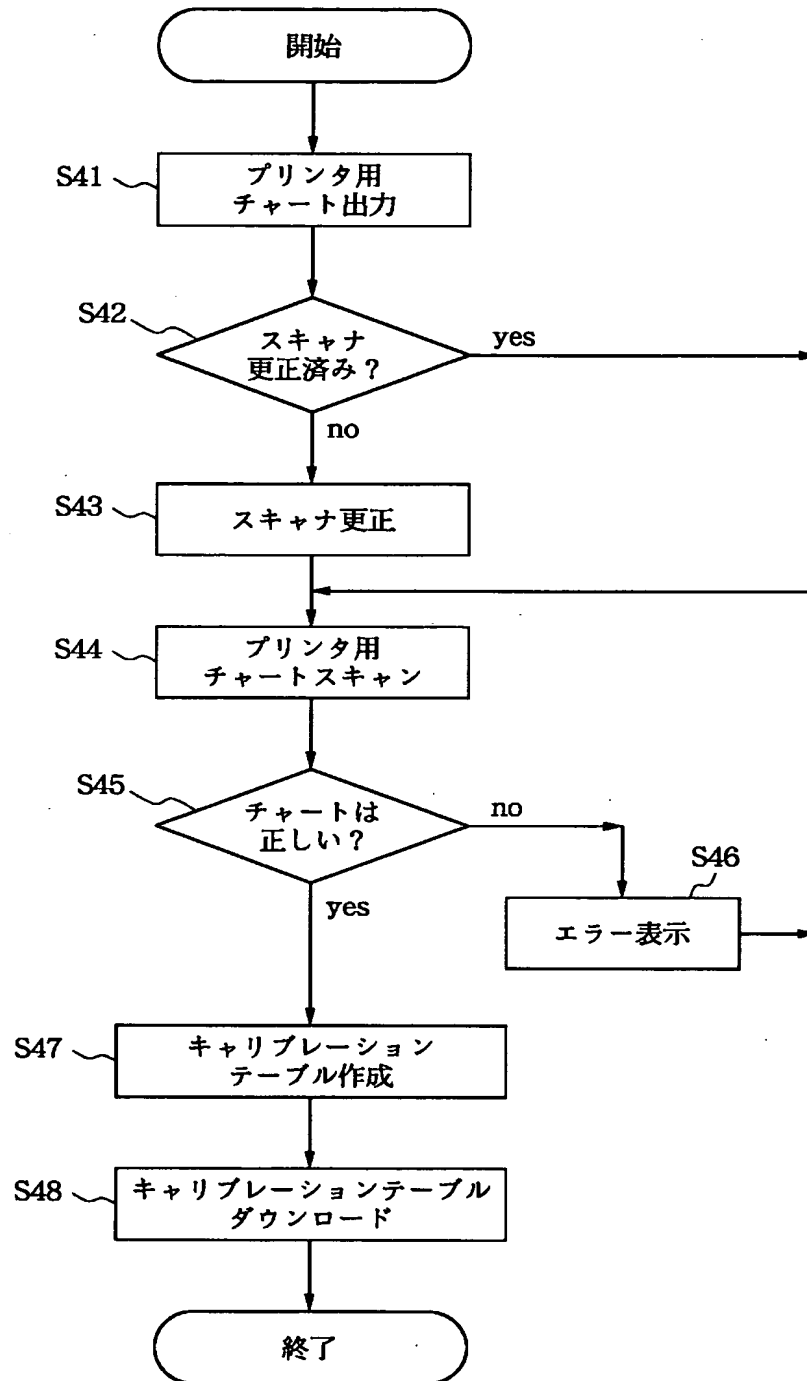 開始
S41
プリンタ用
チャート出力
S42
スキャナ
更正済み？
yes
no
S43
スキャナ更正
S44
プリンタ用
チャートスキャン
S45
チャートは
正しい？
no
S46
yes
エラー表示
S47
キャリブレーション
テーブル作成
S48
キャリブレーションテーブル
ダウンロード
終了